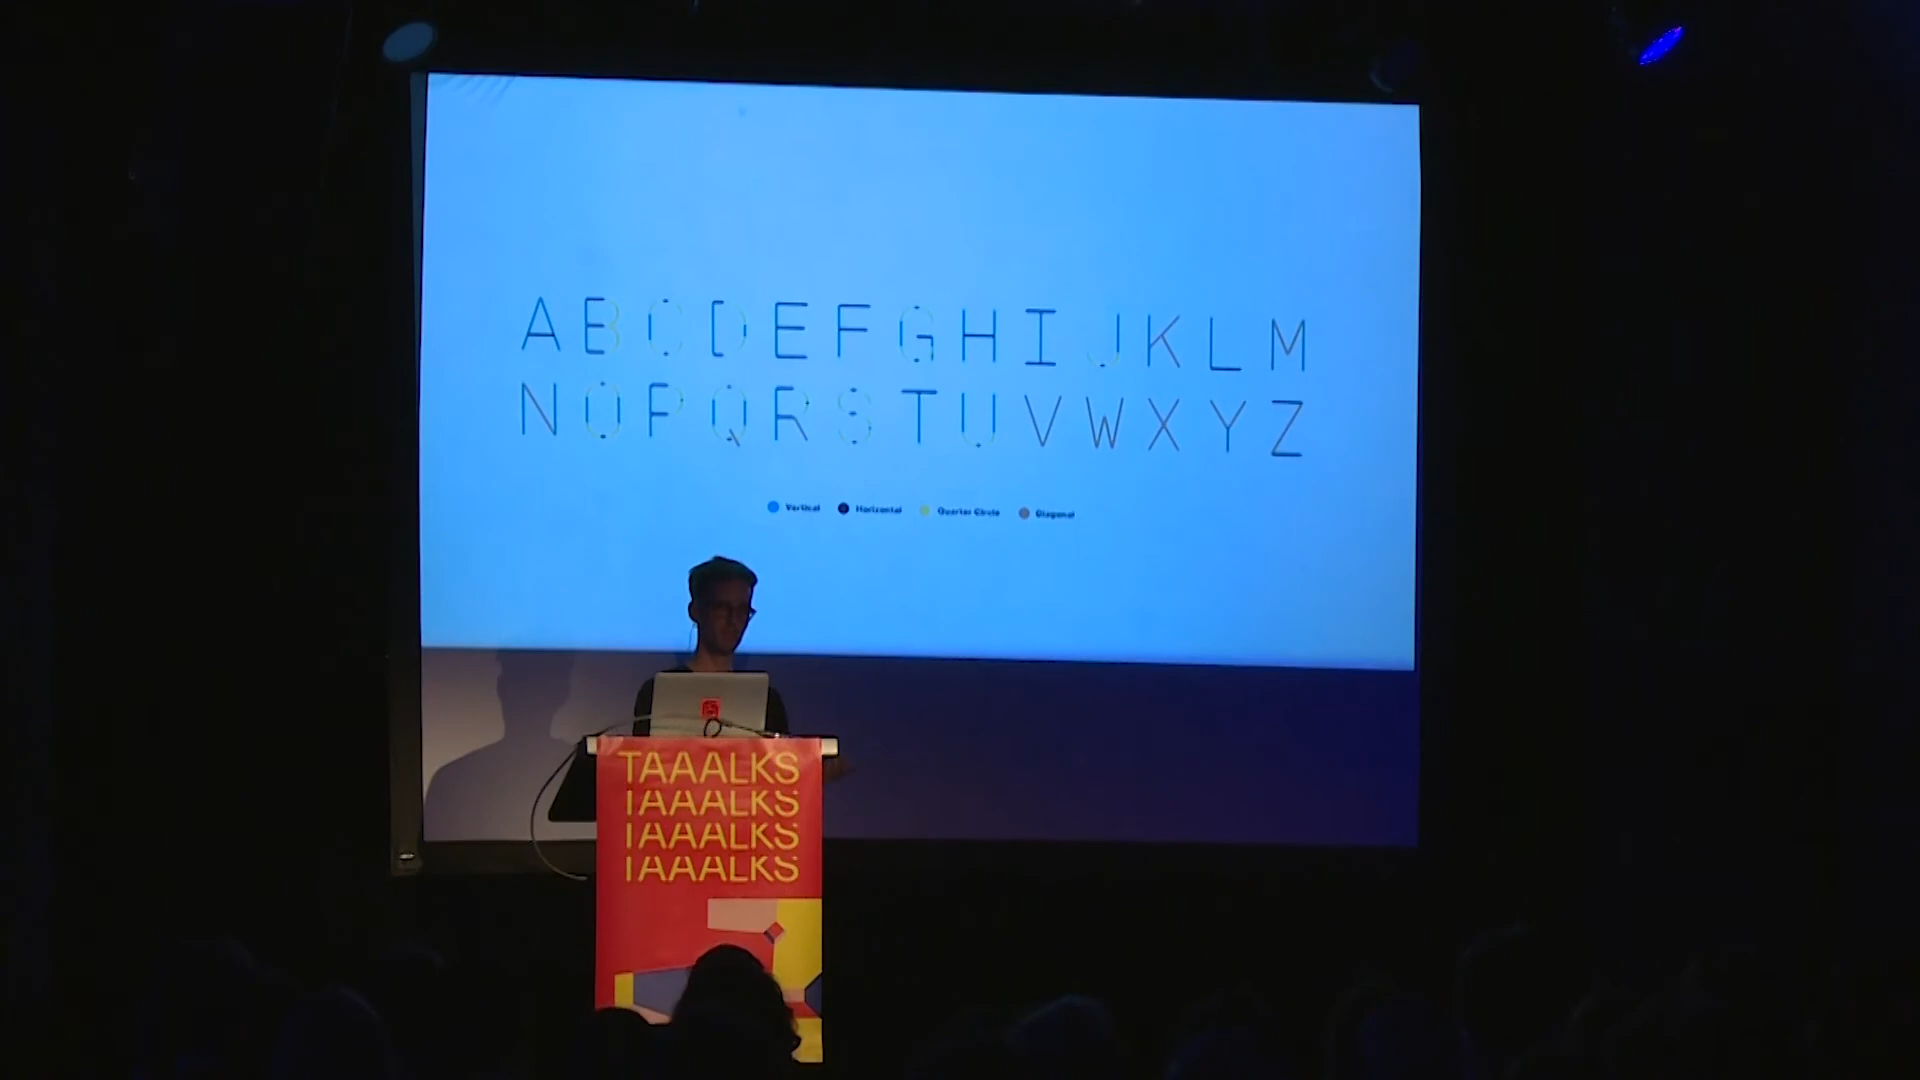 ABCDEFGHIJKLM
NOPQRSTUVWXYZ
Vertical Horizontal Quarter Circle Diagonal
TAAALKS
TAAALKS
TAAALKS
TAAALKS